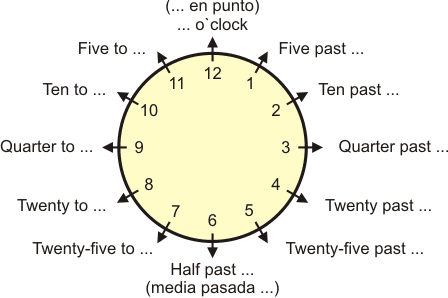 (... en punto)
... o`clock
Five to ...
Five past ...
12
11
1
Ten to ...
Ten past ...
10
2
Quarter to ...
9
3
Quarter past ...
8
4
Twenty to ...
Twenty past ...
7
5
6
Twenty-five to ...
Twenty-five past ...
Half past ...
(media pasada ...)